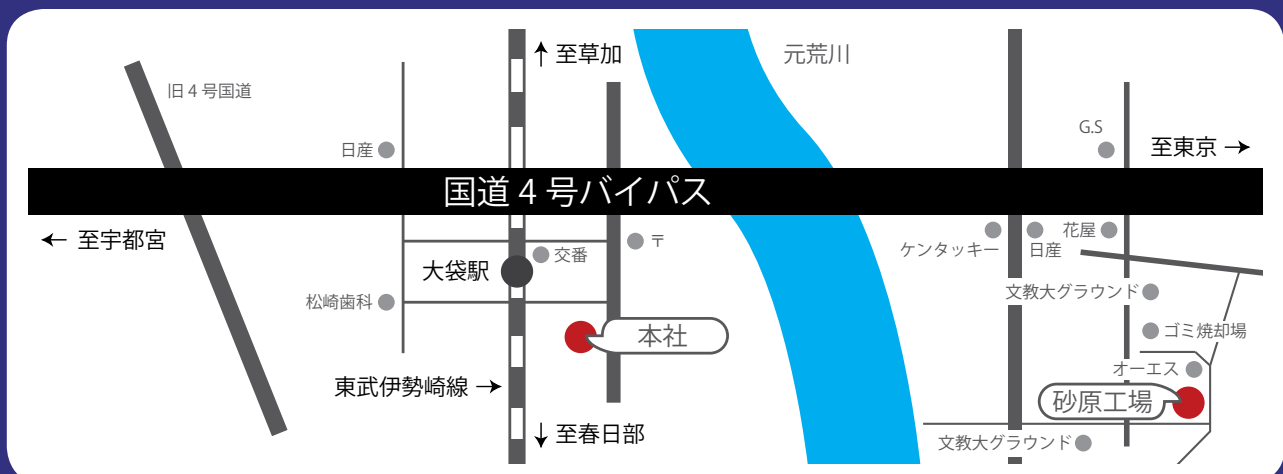 ↑ 至草加
元荒川
旧４号国道
G.S
日産
至東京 →
国道４号バイパス
← 至宇都宮
交番
〒
ケンタッキー
日産
花屋
大袋駅
文教大グラウンド
松崎歯科
本社
ゴミ焼却場
オーエス
東武伊勢崎線 →
砂原工場
↓ 至春日部
文教大グラウンド